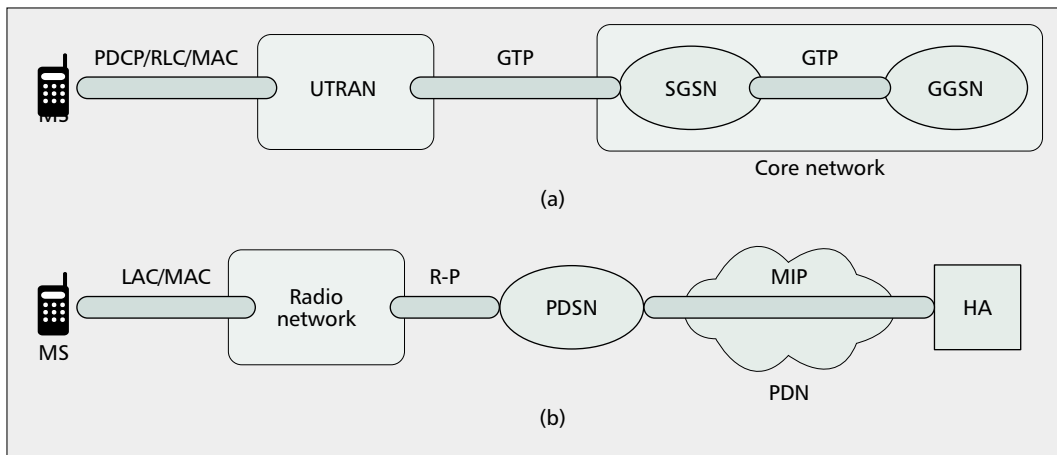 PDCP/RLC/MAC
GTP
GTP
MS
UTRAN
SGSN
GGSN
Core network
(a)
LAC/MAC
R-P
MIP
MS
Radio
network
PDSN
HA
PDN
(b)